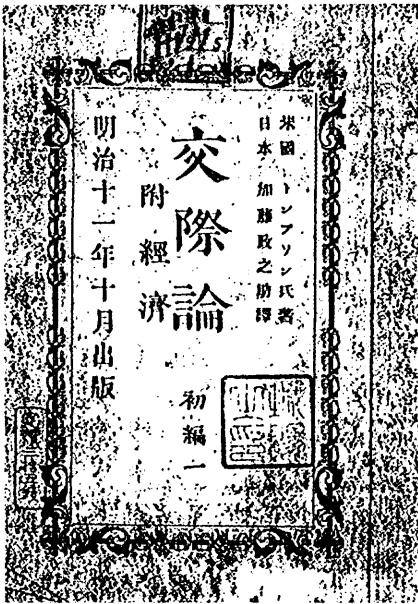 米國 トンプソン氏著
日本 加藤政之助譯
交際論
附經濟
初編一
明治十一年十月出版